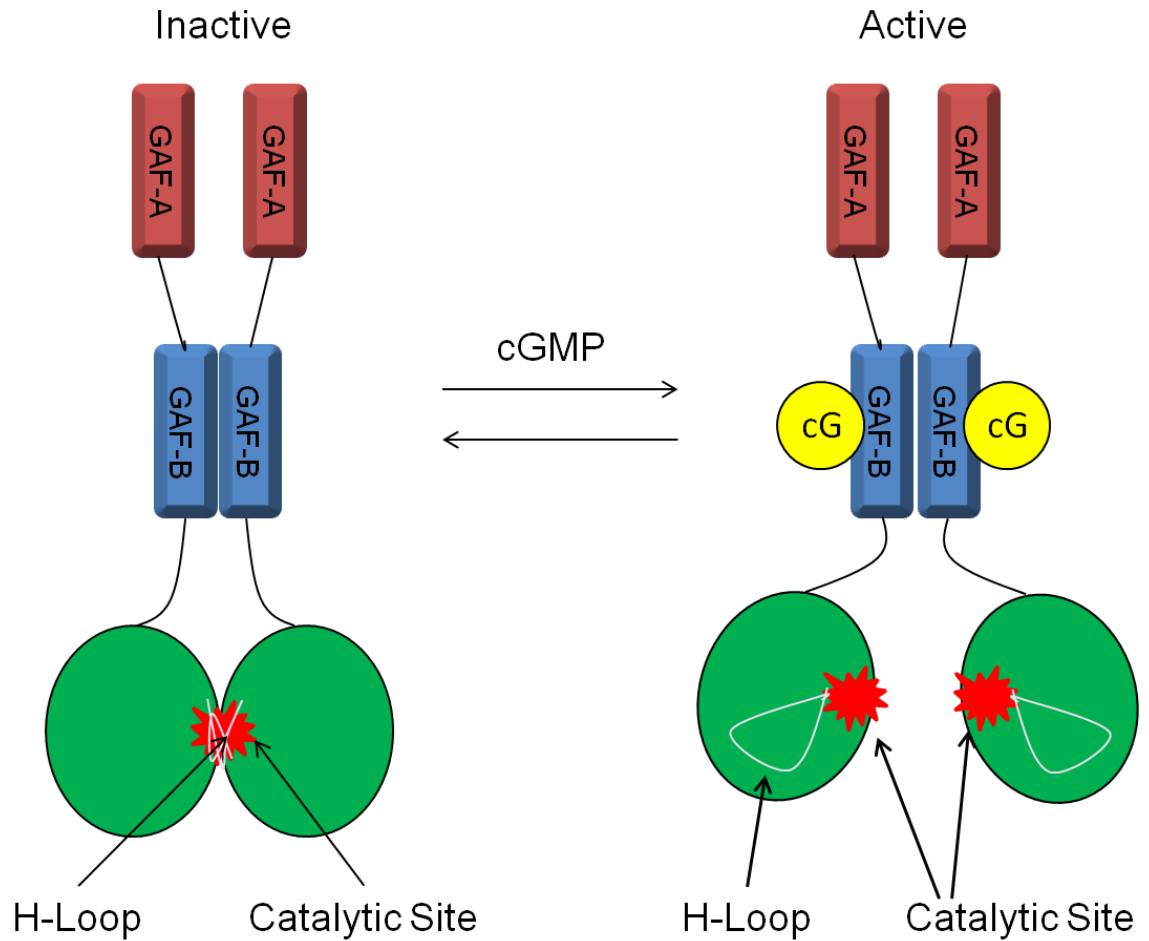 Inactive
Active
GAF-A
GAF-A
GAF-A
GAF-A
cGMP
GAF-B
GAF-B
cG
GAF-B
GAF-B
cG
H-Loop
Catalytic Site
H-Loop
Catalytic Site